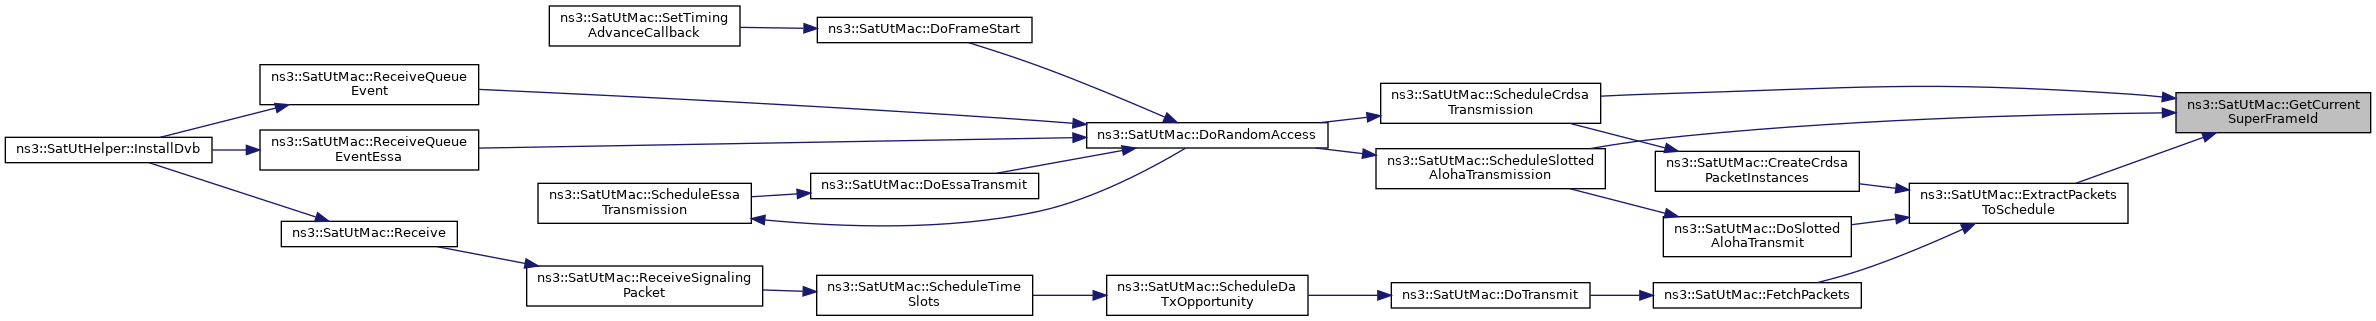 ns3::SatUtHelper::InstallDvb
ns3::SatUtMac::ReceiveQueue
Event
ns3::SatUtMac::ReceiveQueue
EventEssa
ns3::SatUtMac::Receive
ns3::SatUtMac::SetTiming
AdvanceCallback
ns3::SatUtMac::ScheduleEssa
Transmission
ns3::SatUtMac::ReceiveSignaling
Packet
ns3::SatUtMac::DoFrameStart
ns3::SatUtMac::DoEssaTransmit
ns3::SatUtMac::ScheduleTime
Slots
ns3::SatUtMac::DoRandomAccess
ns3::SatUtMac::ScheduleDa
TxOpportunity
ns3::SatUtMac::ScheduleCrdsa
Transmission
ns3::SatUtMac::ScheduleSlotted
AlohaTransmission
ns3::SatUtMac::DoTransmit
ns3::SatUtMac::CreateCrdsa
PacketInstances
ns3::SatUtMac::DoSlotted
AlohaTransmit
ns3::SatUtMac::FetchPackets
ns3::SatUtMac::ExtractPackets
ToSchedule
ns3::SatUtMac::GetCurrent
SuperFrameId